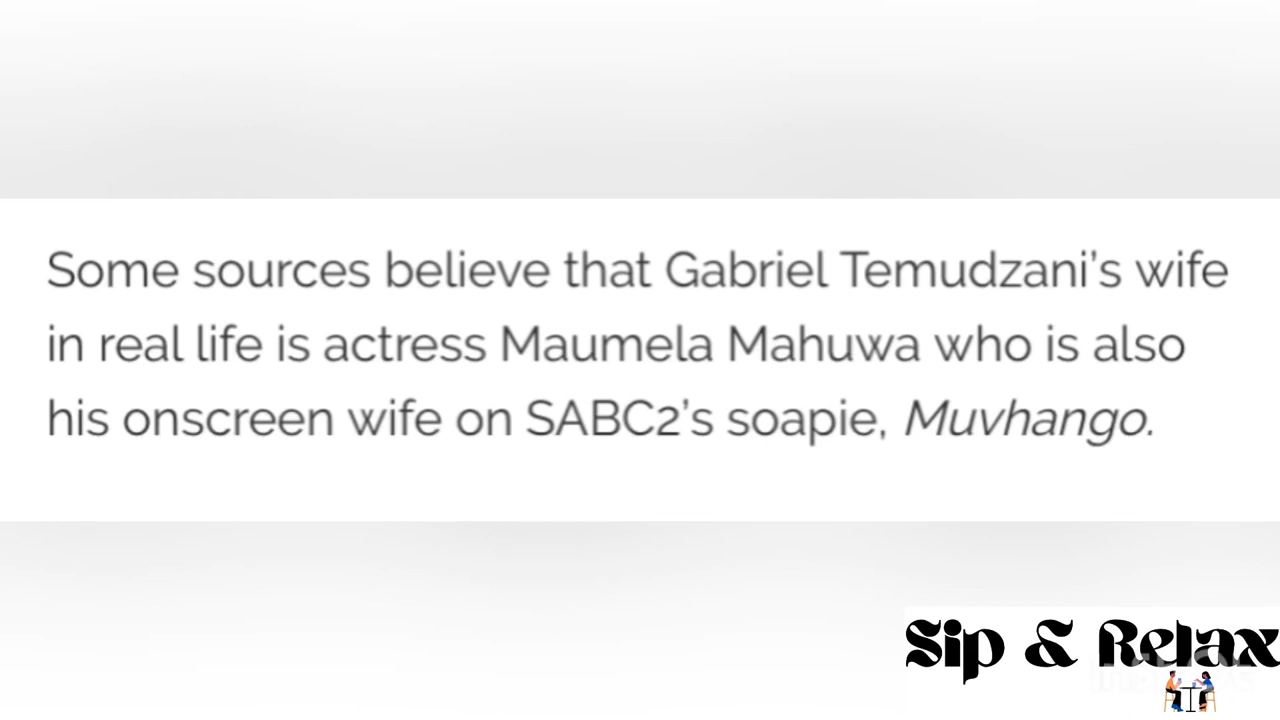 Some sources believe that Gabriel Temudzani's wife
in real life is actress Maumela Mahuwa who is also
his onscreen wife on SABC2's soapie, Muvhango.
Sip & Relax